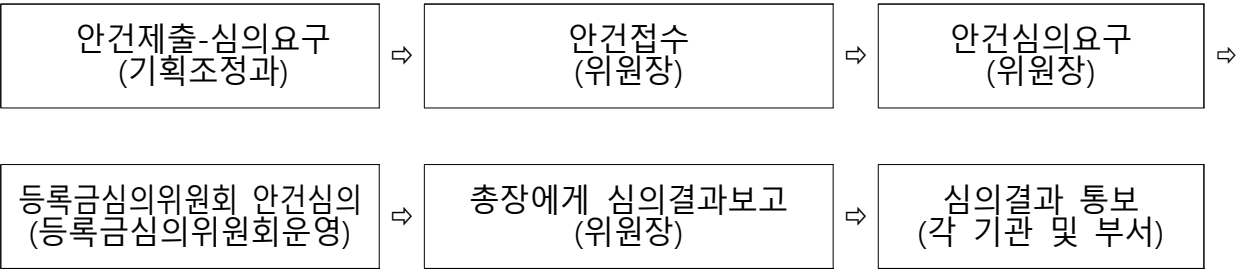 안건제출-심의요구
(기획조정과)
⇨
안건접수
(위원장)
⇨
안건심의요구
(위원장)
⇨
등록금심의위원회 안건심의
(등록금심의위원회운영)
⇨
총장에게 심의결과보고
(위원장)
⇨
심의결과 통보
(각 기관 및 부서)